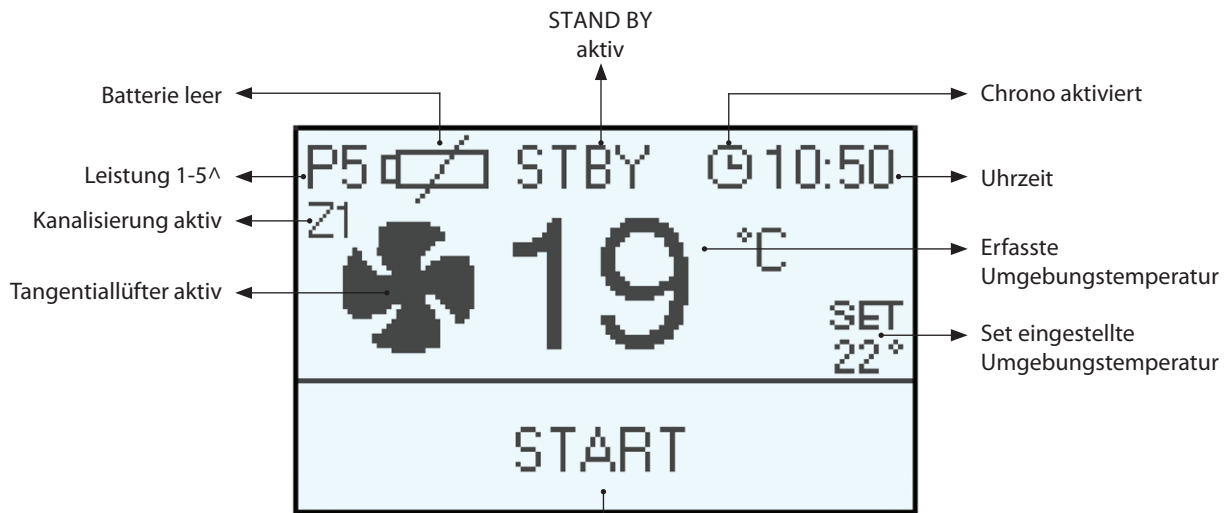 STAND BY
aktiv
Batterie leer
Chrono aktiviert
Leistung 1-5^
Uhrzeit
Kanalisierung aktiv
Tangentiallüfter aktiv
Erfasste
Umgebungstemperatur
Set eingestellte
Umgebungstemperatur
P5 STBY 10:50
Z1
19 °C
SET
22°
START